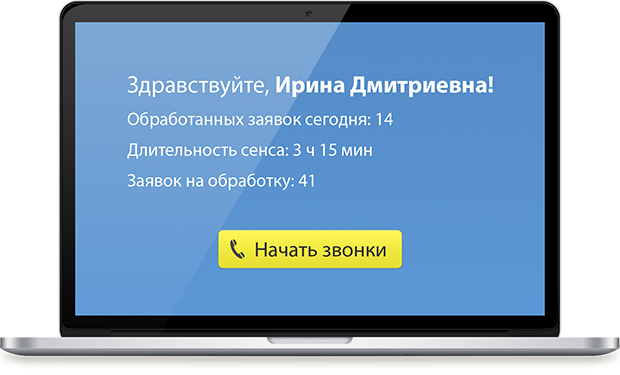 Здравствуйте, Ирина Дмитриевна!
Обработанных заявок сегодня: 14
Длительность сенса: 3 ч 15 мин
Заявок на обработку: 41
Начать звонки